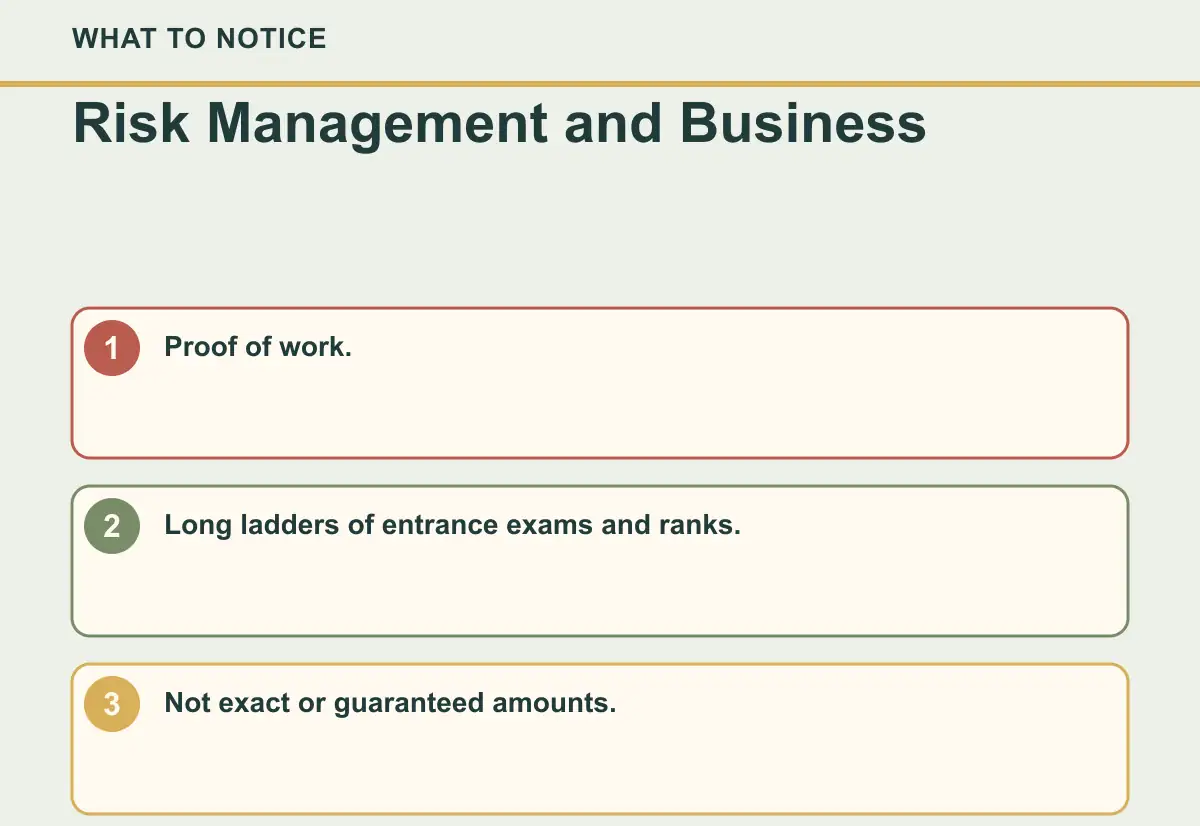 WHAT TO NOTICE
Risk Management and Business
1
Proof of work.
2
Long ladders of entrance exams and ranks.
3
Not exact or guaranteed amounts.